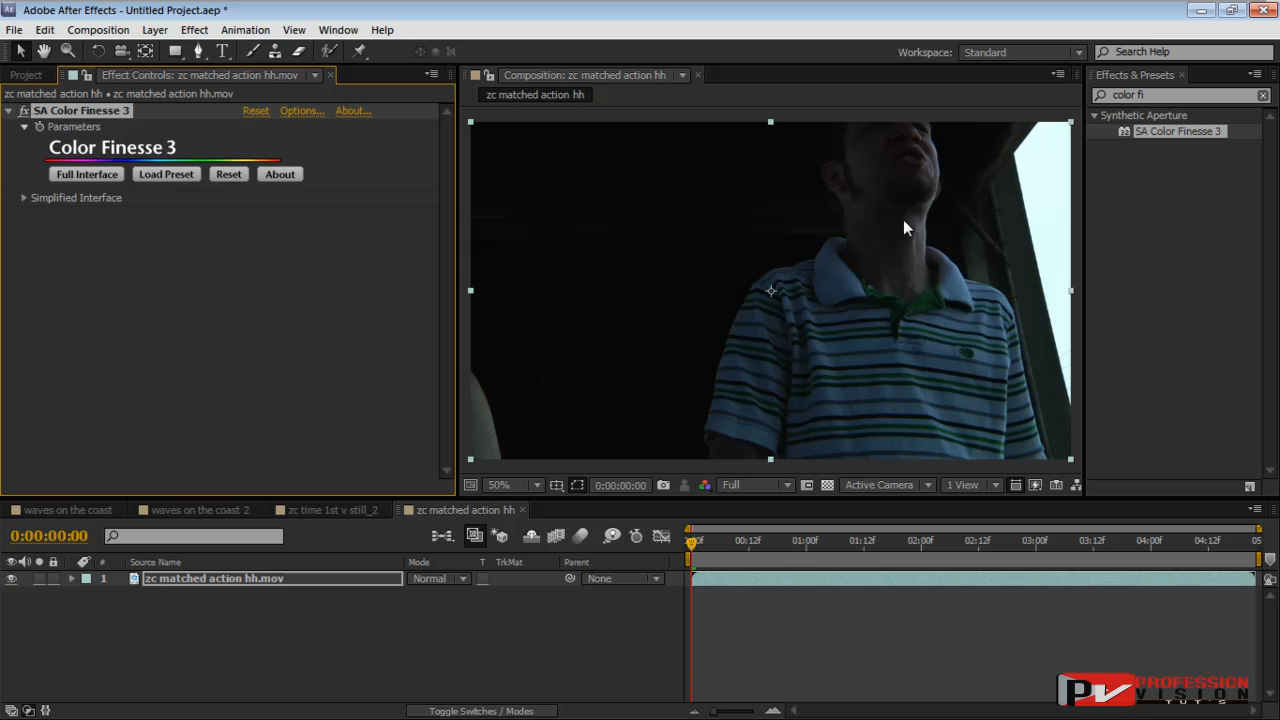 Adobe After Effects - Untitled Project.aep *
File Edit Composition Layer Effect Animation View Window Help
Workspace: Standard Search Help
Project Effect Controls: zc matched action hh.mov Composition: zc matched action hh Effects & Presets
zc matched action hh • zc matched action hh.mov zc matched action hh color fi
fx SA Color Finesse 3 Reset Options... About... Synthetic Aperture
Parameters SA Color Finesse 3
Color Finesse 3
Full Interface Load Preset Reset About
Simplified Interface
50% 0:00:00:00 Full Active Camera 1 View
waves on the coast waves on the coast 2 zc time 1st v still_2 zc matched action hh
0:00:00:00 00:12f 01:00f 01:12f 02:00f 02:12f 03:00f 03:12f 04:00f 04:12f 05
# Source Name Mode T TrkMat Parent
1 zc matched action hh.mov Normal None
PV PROFESSION
VISION
TUT'S
Toggle Switches / Modes